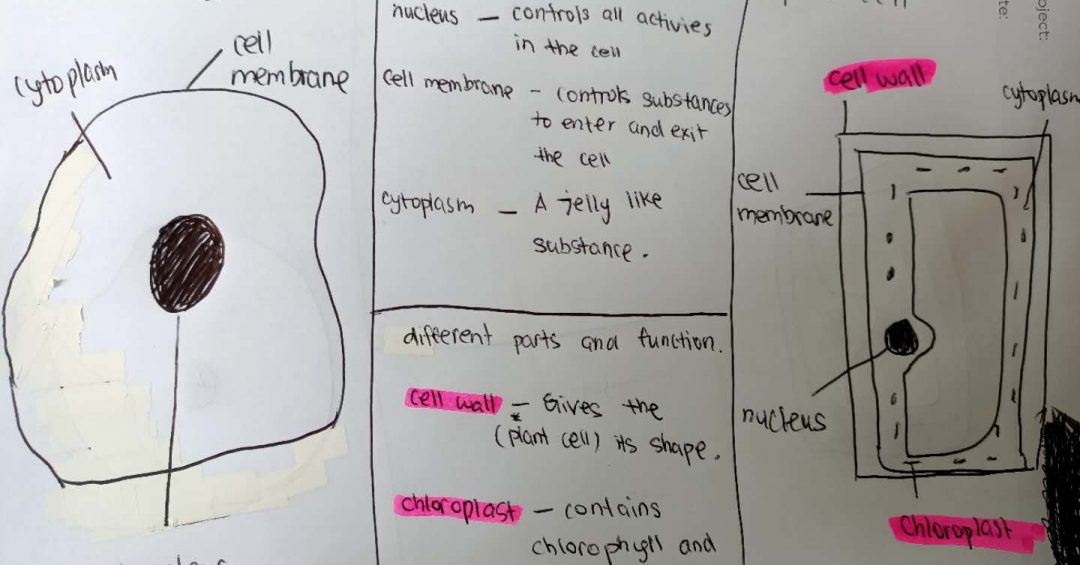 cytoplasm
cell
membrane
nucleus — controls all activies
in the cell
cell membrane - controls substances
to enter and exit
the cell
cytoplasm — A jelly like
substance.
different parts and function.
cell wall — Gives the
(plant cell) its shape.
chloroplast — contains
chlorophyll and
ject:
te:
cell wall
cytoplasm
cell
membrane
nucleus
chloroplast